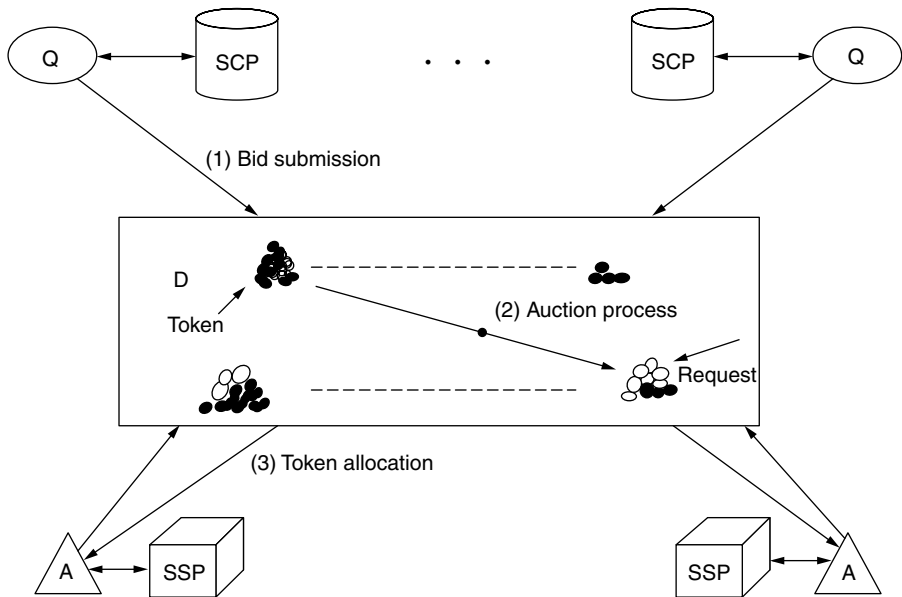 Q
SCP
. . .
SCP
Q
(1) Bid submission
D
Token
(2) Auction process
Request
(3) Token allocation
A
SSP
SSP
A